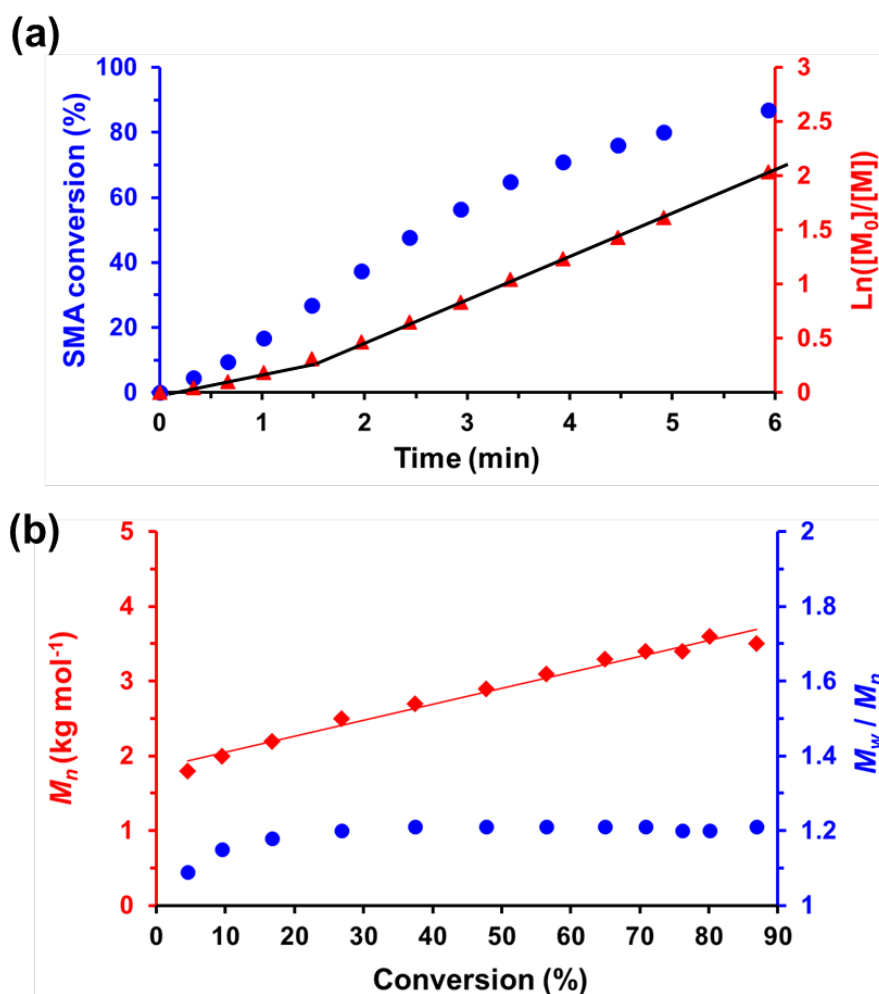 (a)
SMA conversion (%)
100
80
60
40
20
0
3
2.5
2
1.5
1
0.5
0
Ln([M₀]/[M])
0 1 2 3 4 5 6
Time (min)
(b)
Mₙ (kg mol⁻¹)
5
4
3
2
1
0
2
1.8
1.6
1.4
1.2
1
M_w / Mₙ
0 10 20 30 40 50 60 70 80 90
Conversion (%)